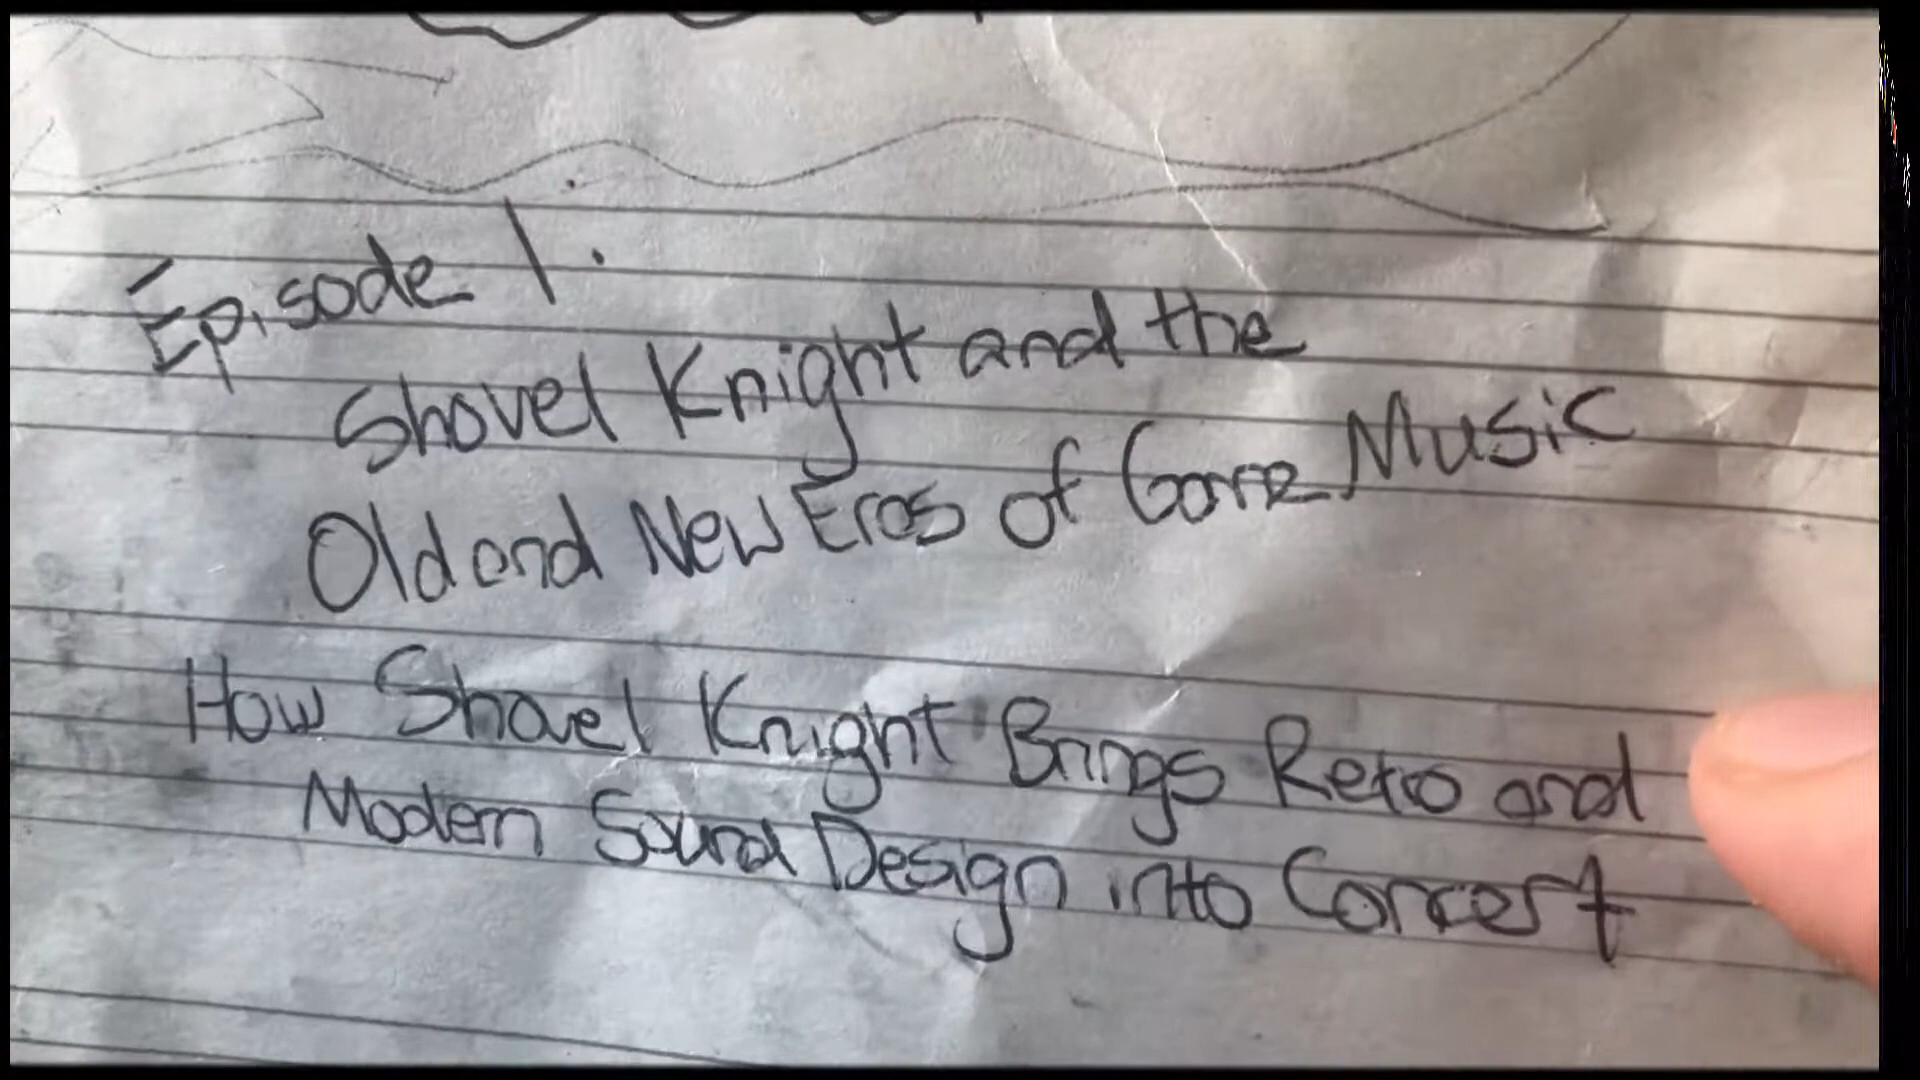 Episode 1.
Shovel Knight and the
Old and New Eras of Game Music
How Shovel Knight Brings Retro and
Modern Sound Design into Concert